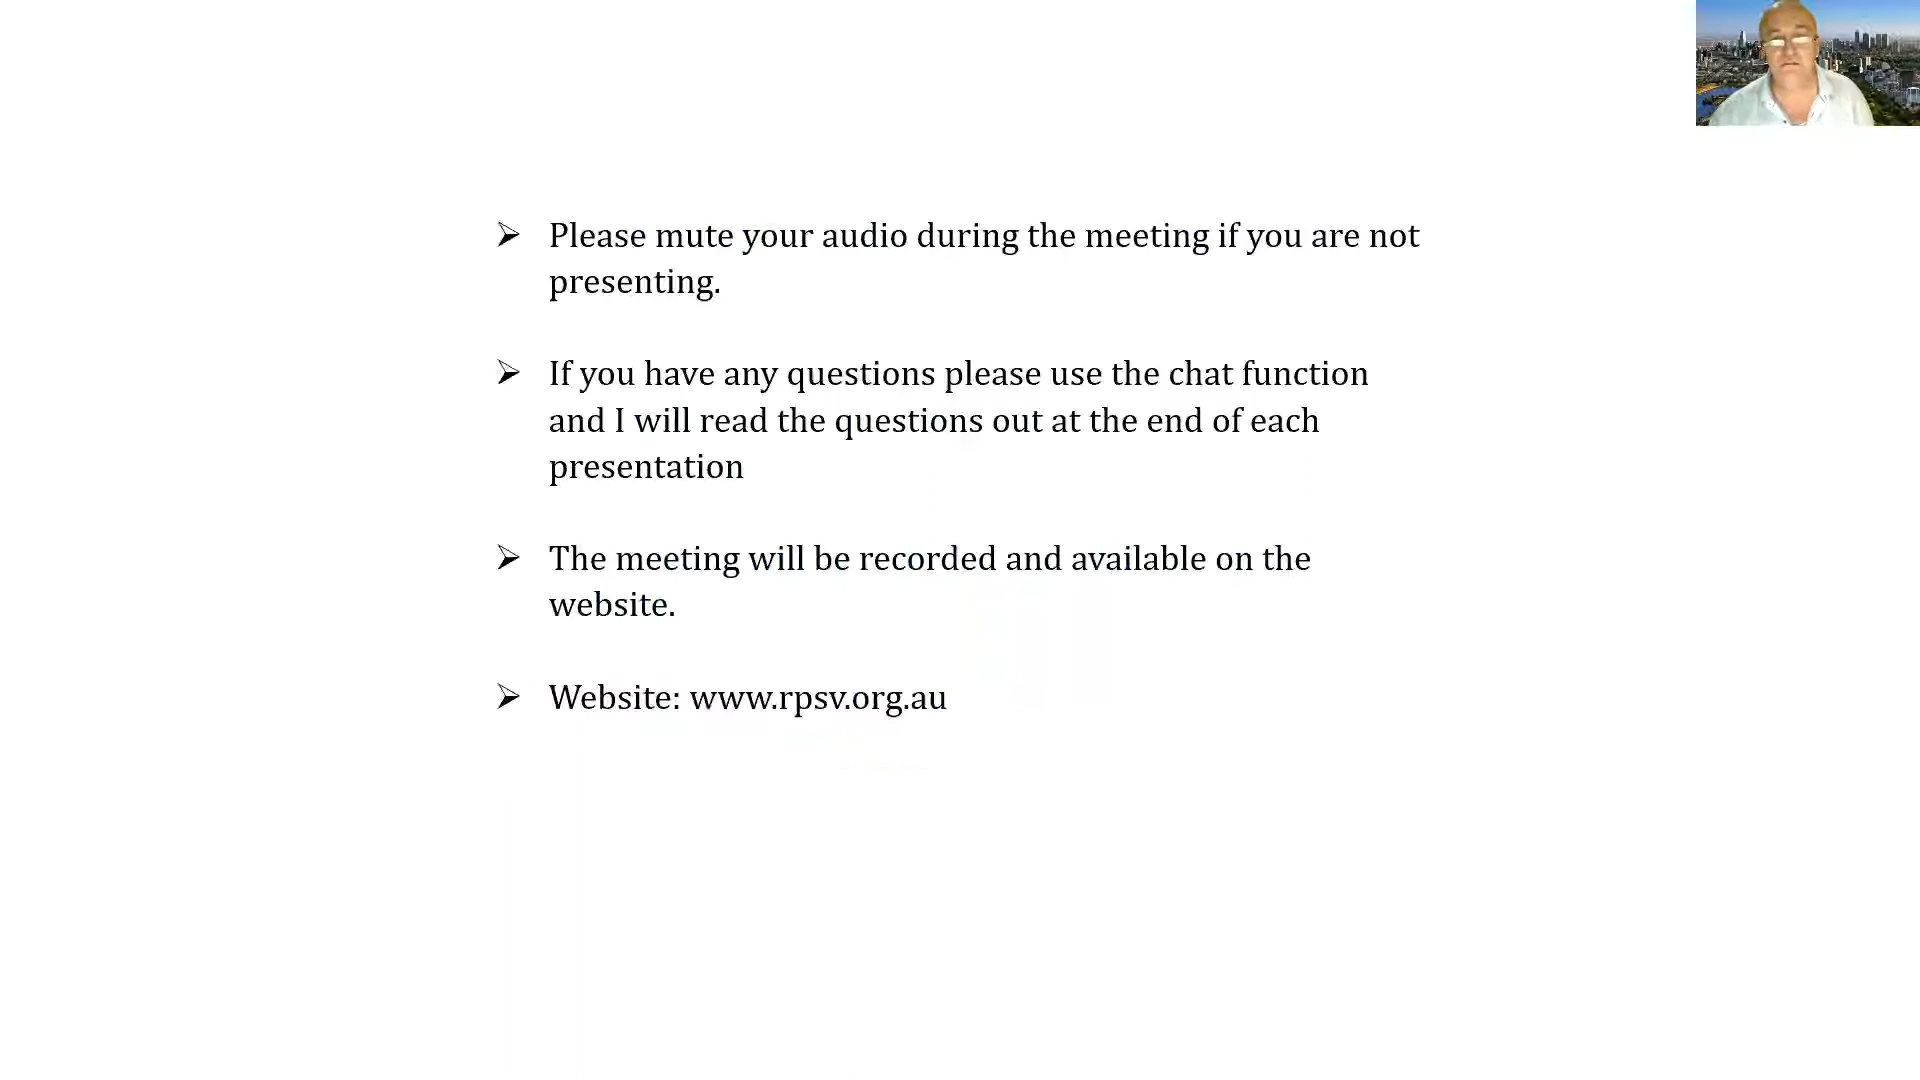 Please mute your audio during the meeting if you are not
presenting.
If you have any questions please use the chat function
and I will read the questions out at the end of each
presentation
The meeting will be recorded and available on the
website.
Website: www.rpsv.org.au